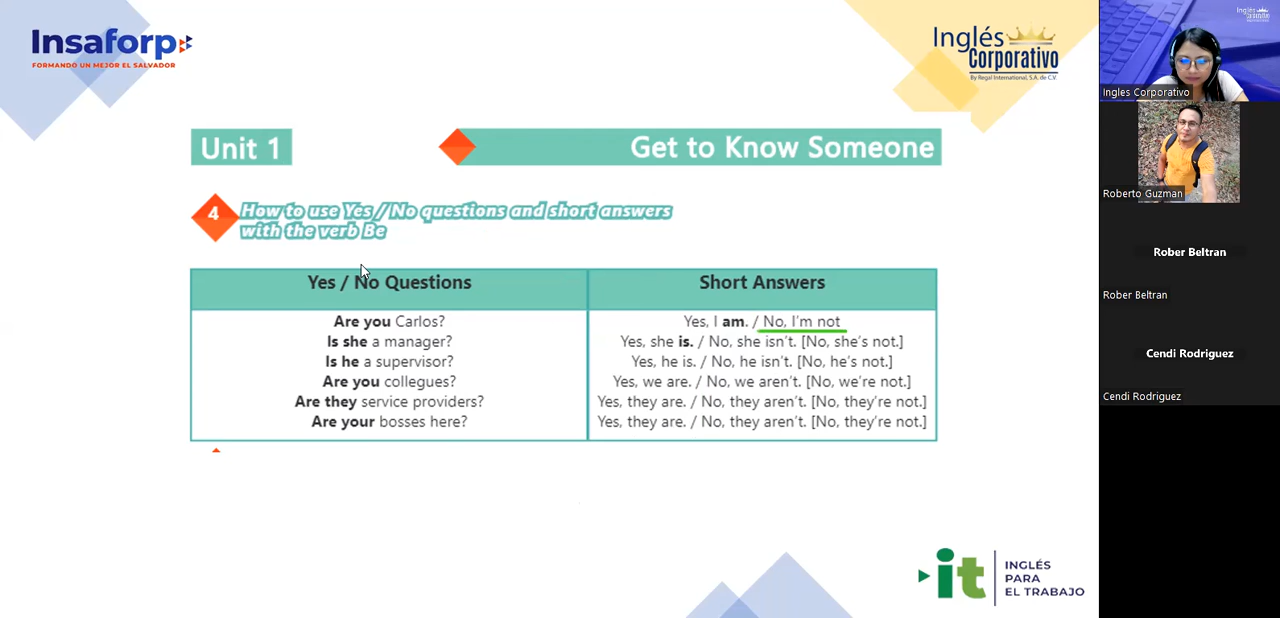 Insaforp
FORMANDO UN MEJOR EL SALVADOR
Inglés
Corporativo
By Regal International, S.A. de C.V.
Unit 1
Get to Know Someone
4
How to use Yes / No questions and short answers
with the verb Be
Yes / No Questions
Short Answers
Are you Carlos?
Yes, I am. / No, I'm not
Is she a manager?
Yes, she is. / No, she isn't. [No, she's not.]
Is he a supervisor?
Yes, he is. / No, he isn't. [No, he's not.]
Are you collegues?
Yes, we are. / No, we aren't. [No, we're not.]
Are they service providers?
Yes, they are. / No, they aren't. [No, they're not.]
Are your bosses here?
Yes, they are. / No, they aren't. [No, they're not.]
it
INGLÉS
PARA
EL TRABAJO
Inglés
Ingles Corporativo
Roberto Guzman
Rober Beltran
Rober Beltran
Cendi Rodriguez
Cendi Rodriguez